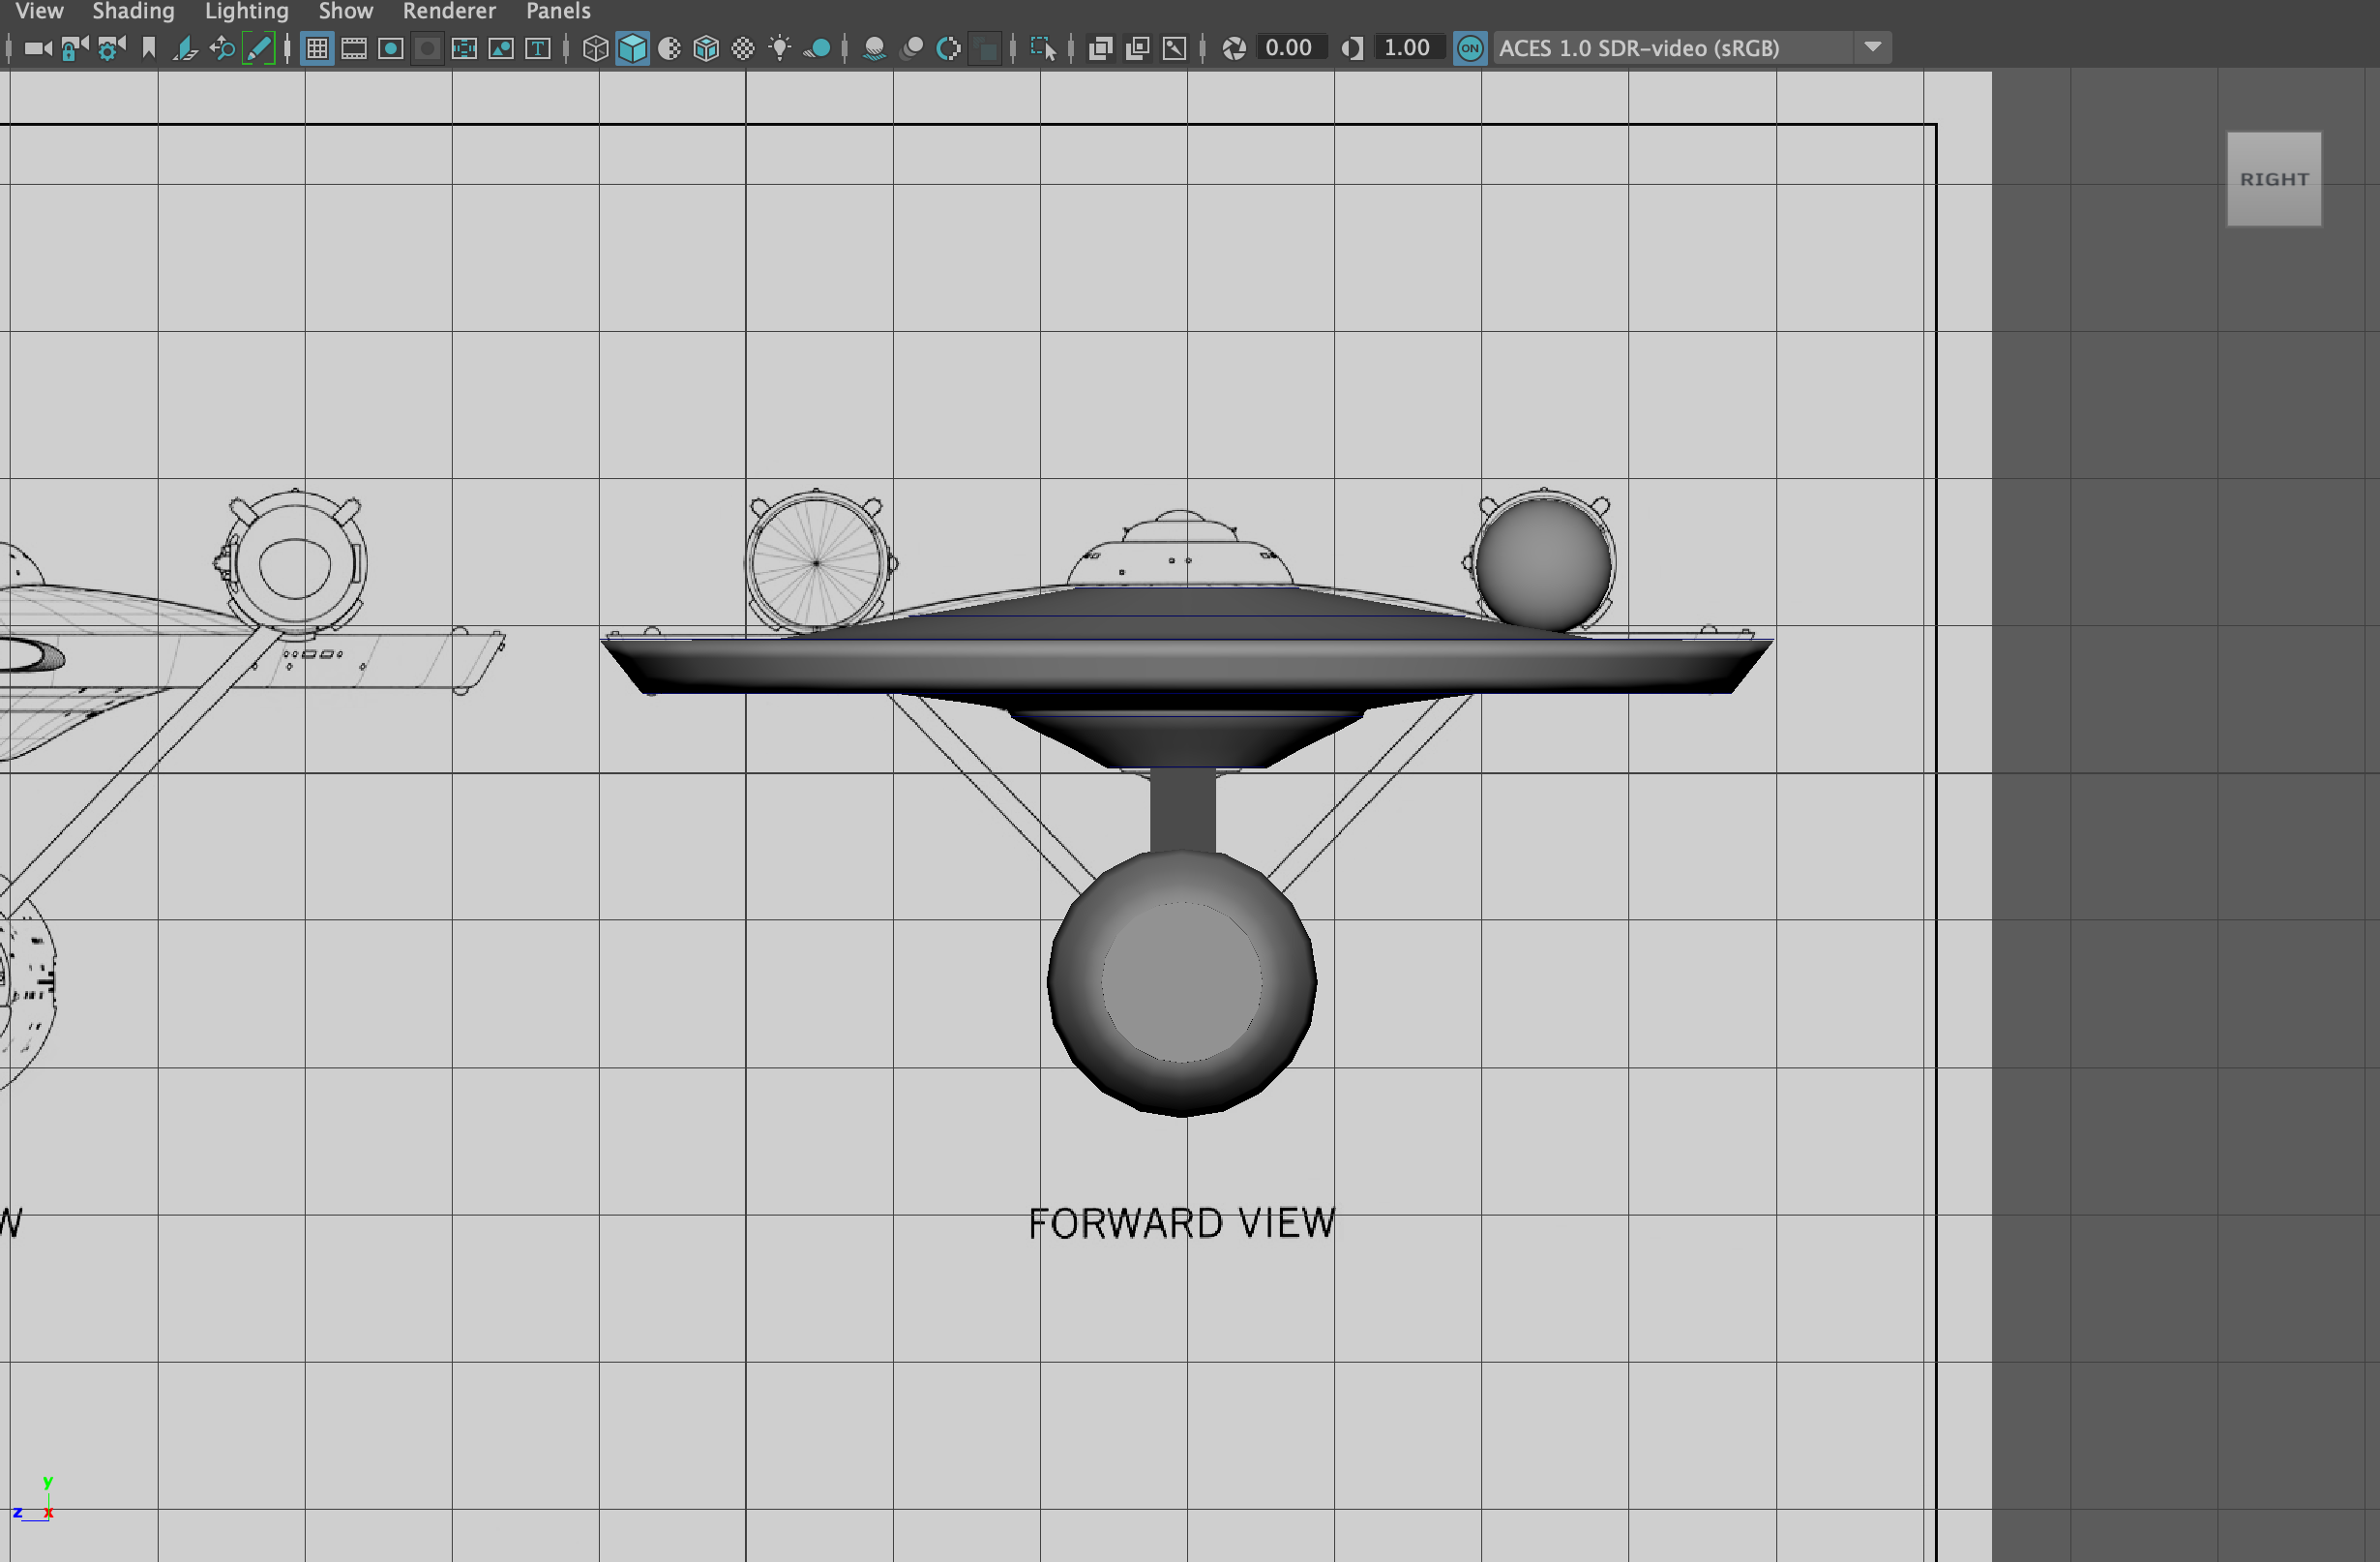 View Shading Lighting Show Renderer Panels
T 0.00 1.00 ON ACES 1.0 SDR-video (sRGB)
RIGHT
W FORWARD VIEW
y
z x